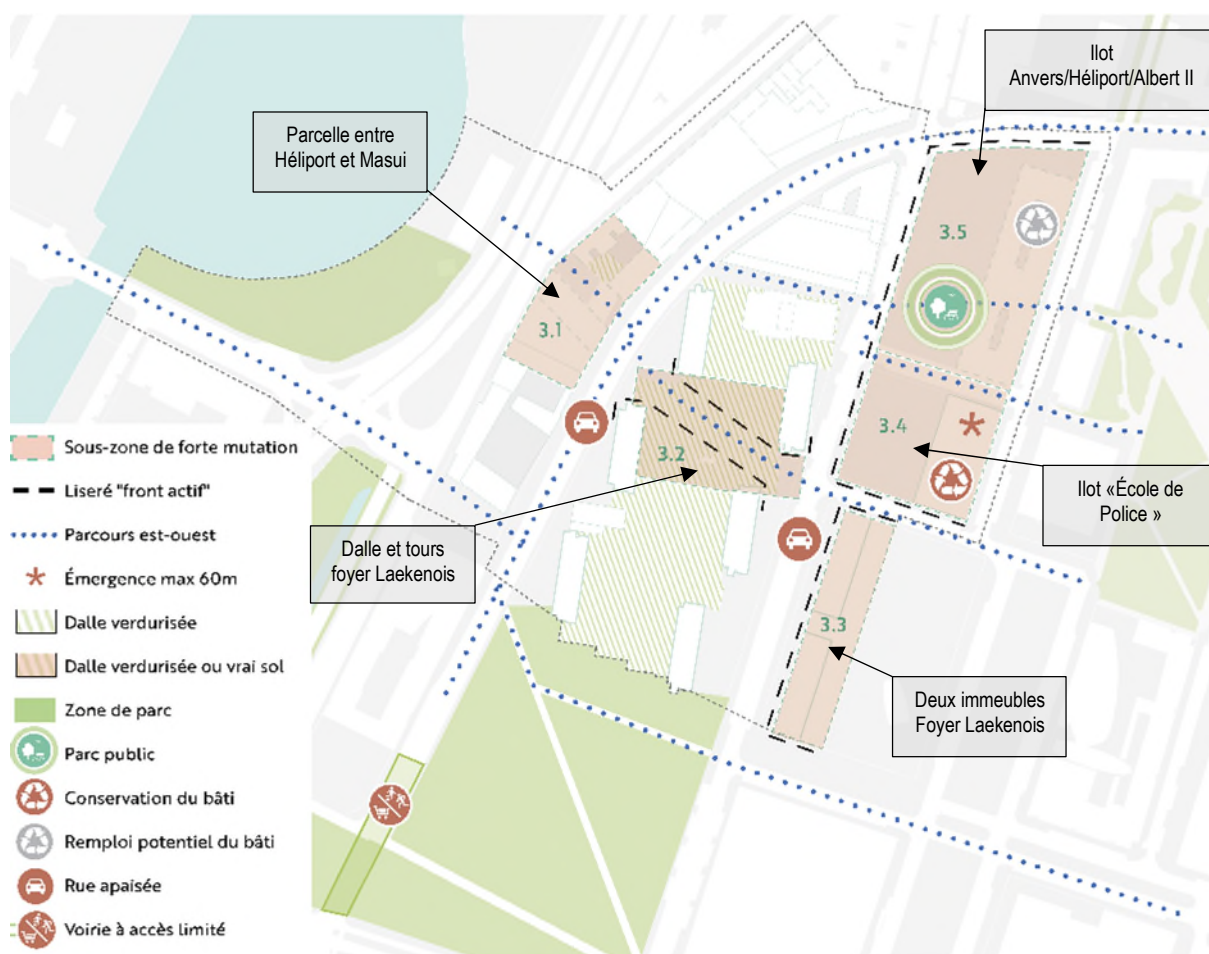 Ilot
Anvers/Héliport/Albert II
Parcelle entre
Héliport et Masui
3.5
3.1
3.4
3.2
Ilot «École de
Police »
Dalle et tours
foyer Laekenois
3.3
Deux immeubles
Foyer Laekenois
Sous-zone de forte mutation
Liseré "front actif"
Parcours est-ouest
Émergence max 60m
Dalle verdurisée
Dalle verdurisée ou vrai sol
Zone de parc
Parc public
Conservation du bâti
Remploi potentiel du bâti
Rue apaisée
Voirie à accès limité